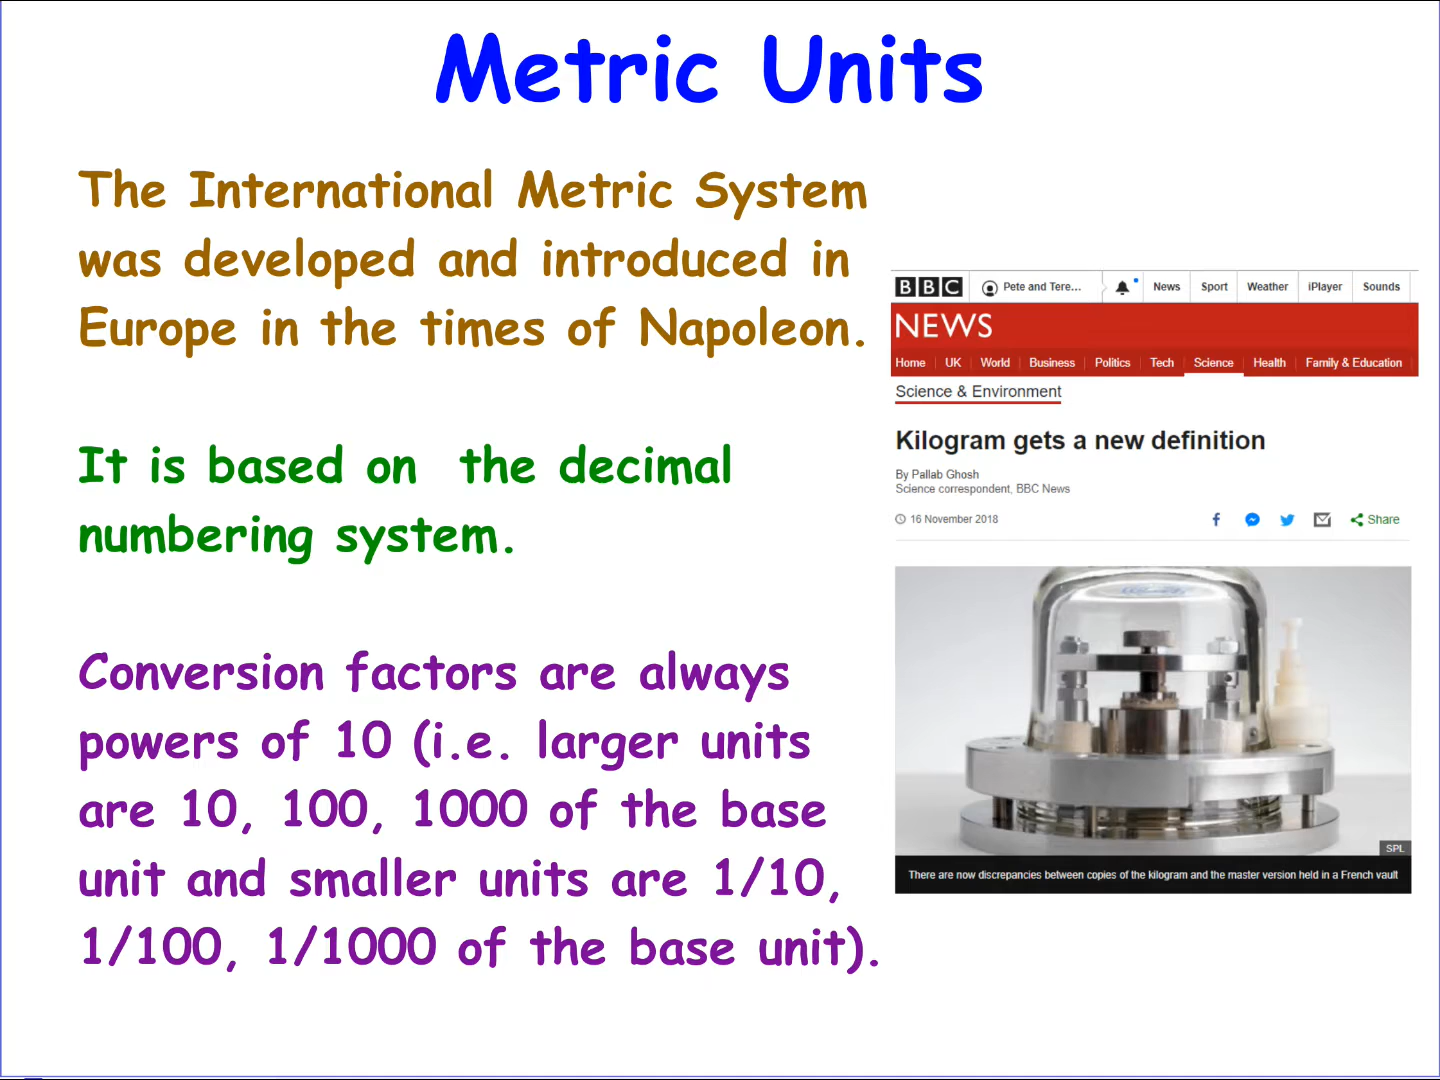 Metric Units
The International Metric System
was developed and introduced in
Europe in the times of Napoleon.
It is based on  the decimal
numbering system.
Conversion factors are always
powers of 10 (i.e. larger units
are 10, 100, 1000 of the base
unit and smaller units are 1/10,
1/100, 1/1000 of the base unit).
BBC Pete and Tere... News Sport Weather iPlayer Sounds
NEWS
Home UK World Business Politics Tech Science Health Family & Education
Science & Environment
Kilogram gets a new definition
By Pallab Ghosh
Science correspondent, BBC News
16 November 2018 Share
SPL
There are now discrepancies between copies of the kilogram and the master version held in a French vault